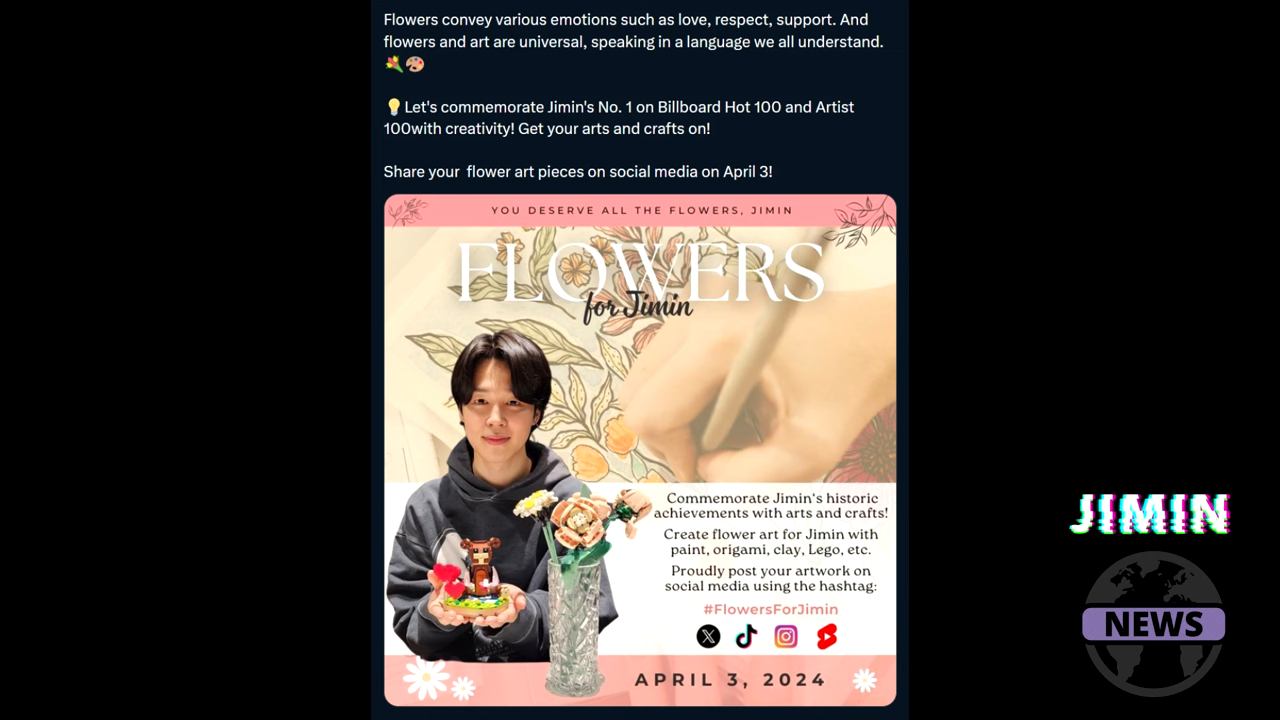 Flowers convey various emotions such as love, respect, support. And
flowers and art are universal, speaking in a language we all understand.
💐🎨
💡Let's commemorate Jimin's No. 1 on Billboard Hot 100 and Artist
100with creativity! Get your arts and crafts on!
Share your  flower art pieces on social media on April 3!
YOU DESERVE ALL THE FLOWERS, JIMIN
FLOWERS
for Jimin
Commemorate Jimin's historic
achievements with arts and crafts!
Create flower art for Jimin with
paint, origami, clay, Lego, etc.
Proudly post your artwork on
social media using the hashtag:
#FlowersForJimin
APRIL 3, 2024
JIMIN
NEWS